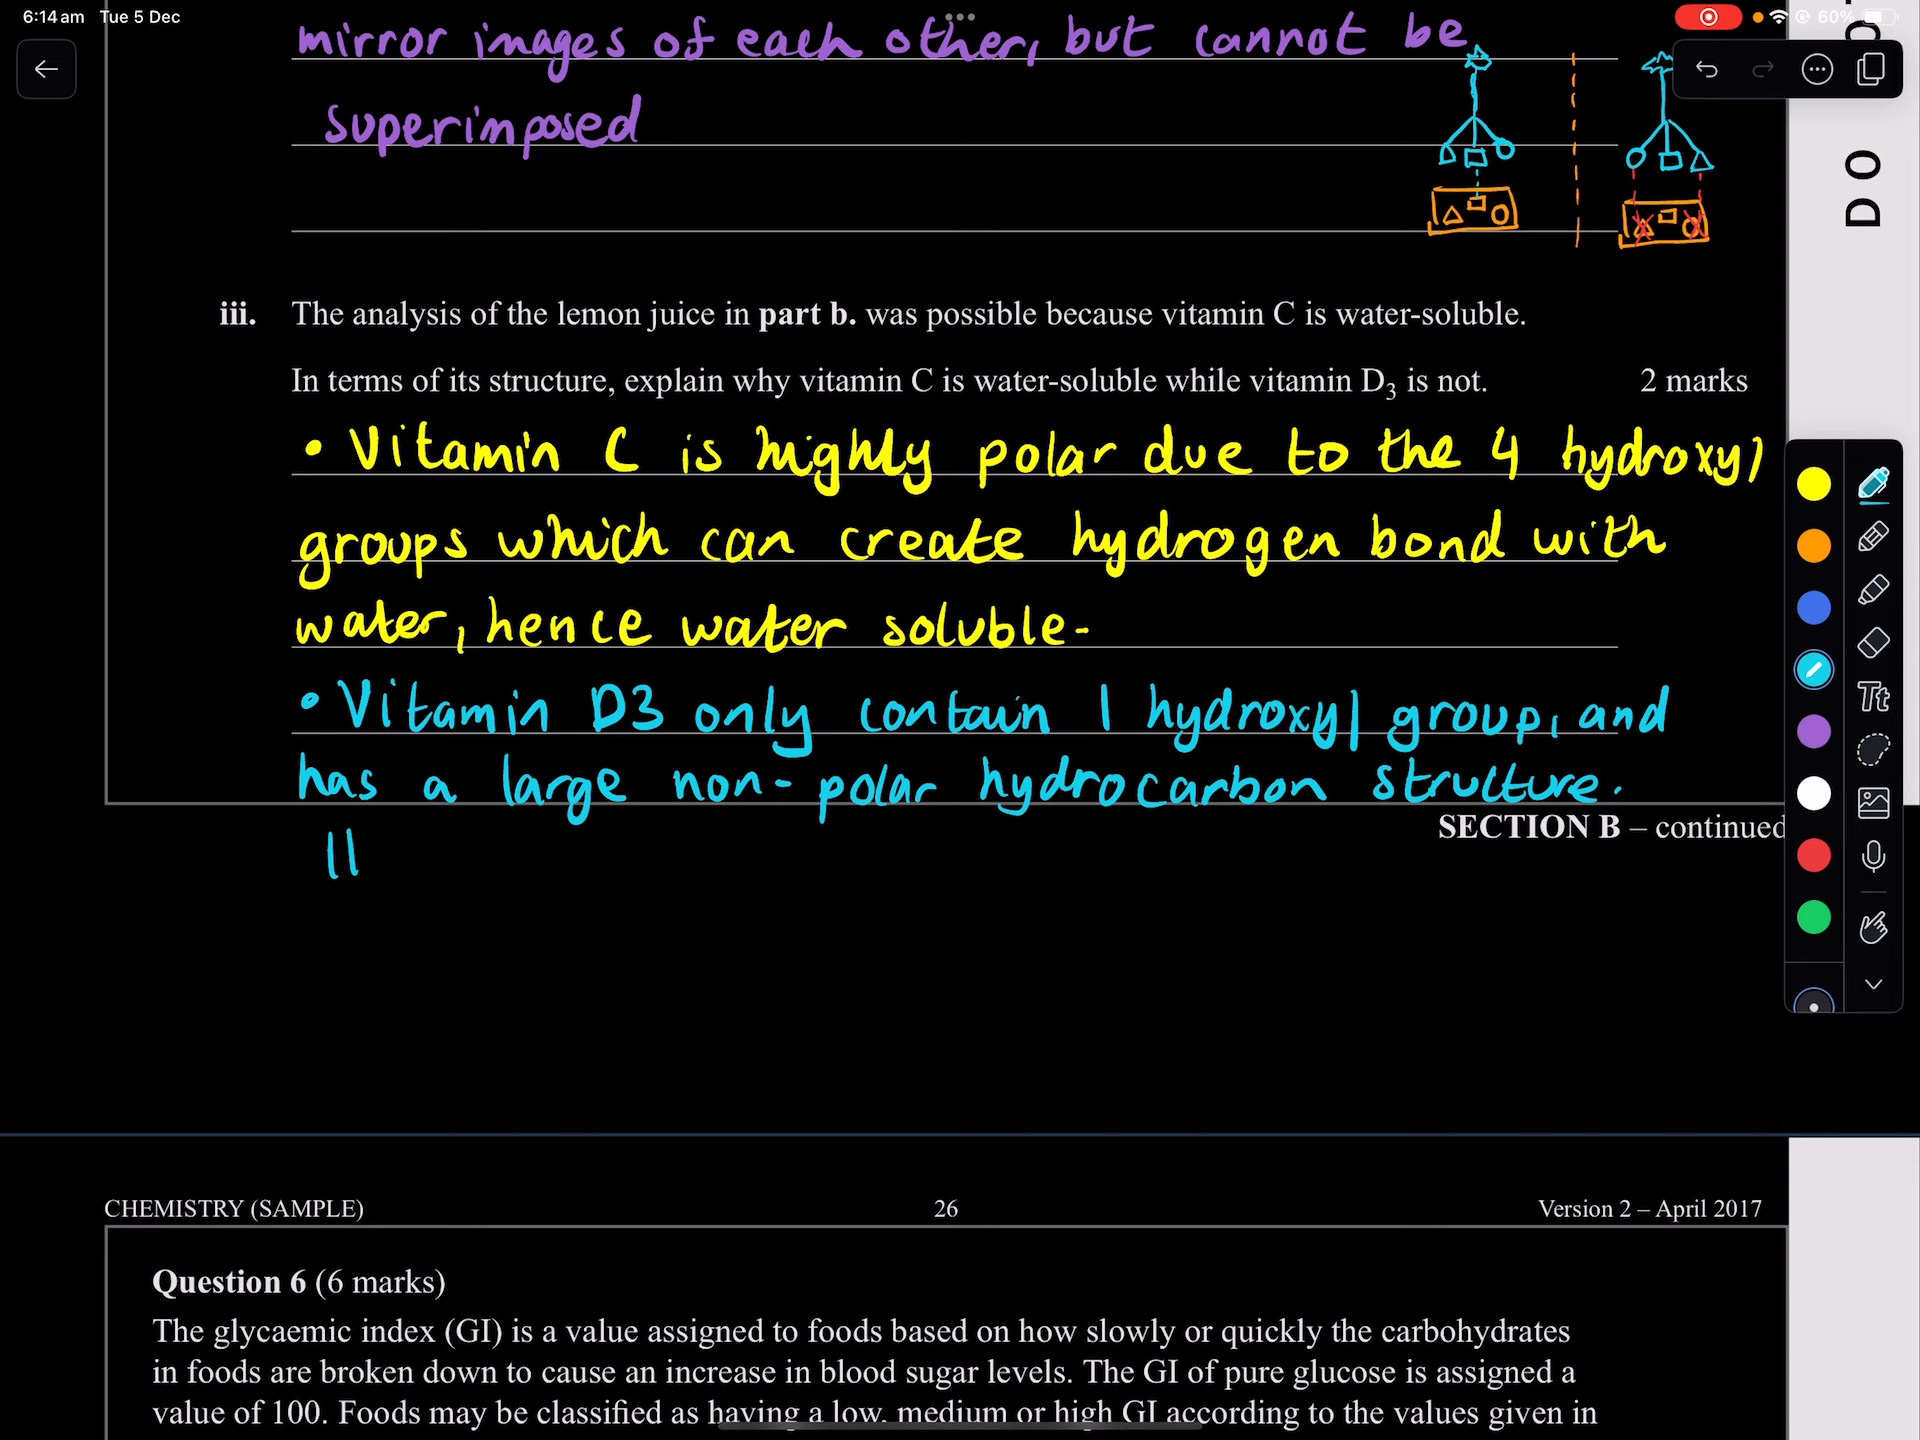 6:14 am Tue 5 Dec
60%
mirror images of each other, but cannot be
superimposed
D O
iii. The analysis of the lemon juice in part b. was possible because vitamin C is water-soluble.
In terms of its structure, explain why vitamin C is water-soluble while vitamin D3 is not. 2 marks
• Vitamin C is highly polar due to the 4 hydroxyl
groups which can create hydrogen bond with
water, hence water soluble.
• Vitamin D3 only contain 1 hydroxyl group, and
has a large non-polar hydrocarbon structure.
SECTION B – continued
Tt
CHEMISTRY (SAMPLE) 26 Version 2 – April 2017
Question 6 (6 marks)
The glycaemic index (GI) is a value assigned to foods based on how slowly or quickly the carbohydrates
in foods are broken down to cause an increase in blood sugar levels. The GI of pure glucose is assigned a
value of 100. Foods may be classified as having a low, medium or high GI according to the values given in